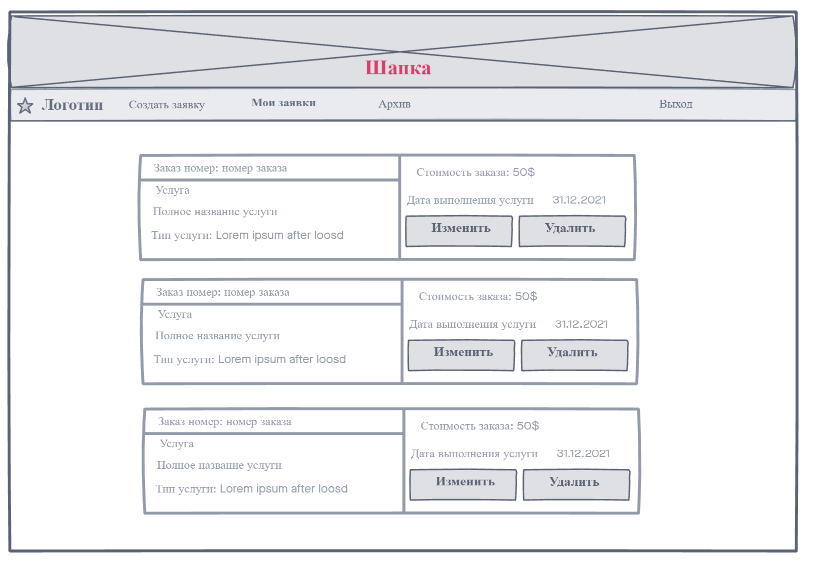 Шапка
Логотип Создать заявку Мои заявки Архив Выход
Заказ номер: номер заказа
Услуга
Полное название услуги
Тип услуги: Lorem ipsum after loosd
Стоимость заказа: 50$
Дата выполнения услуги 31.12.2021
Изменить Удалить
Заказ номер: номер заказа
Услуга
Полное название услуги
Тип услуги: Lorem ipsum after loosd
Стоимость заказа: 50$
Дата выполнения услуги 31.12.2021
Изменить Удалить
Заказ номер: номер заказа
Услуга
Полное название услуги
Тип услуги: Lorem ipsum after loosd
Стоимость заказа: 50$
Дата выполнения услуги 31.12.2021
Изменить Удалить